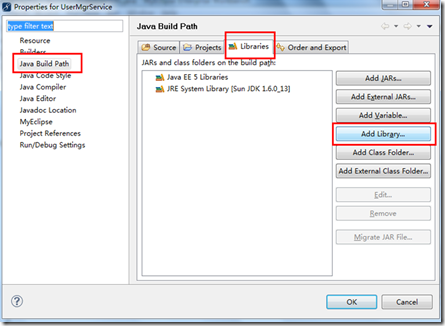 Properties for UserMgrService
type filter text
Resource
Builders
Java Build Path
Java Code Style
Java Compiler
Java Editor
Javadoc Location
MyEclipse
Project References
Run/Debug Settings
Java Build Path
Source
Projects
Libraries
Order and Export
JARs and class folders on the build path:
Java EE 5 Libraries
JRE System Library [Sun JDK 1.6.0_13]
Add JARs...
Add External JARs...
Add Variable...
Add Library...
Add Class Folder...
Add External Class Folder...
Edit...
Remove
Migrate JAR File...
OK
Cancel